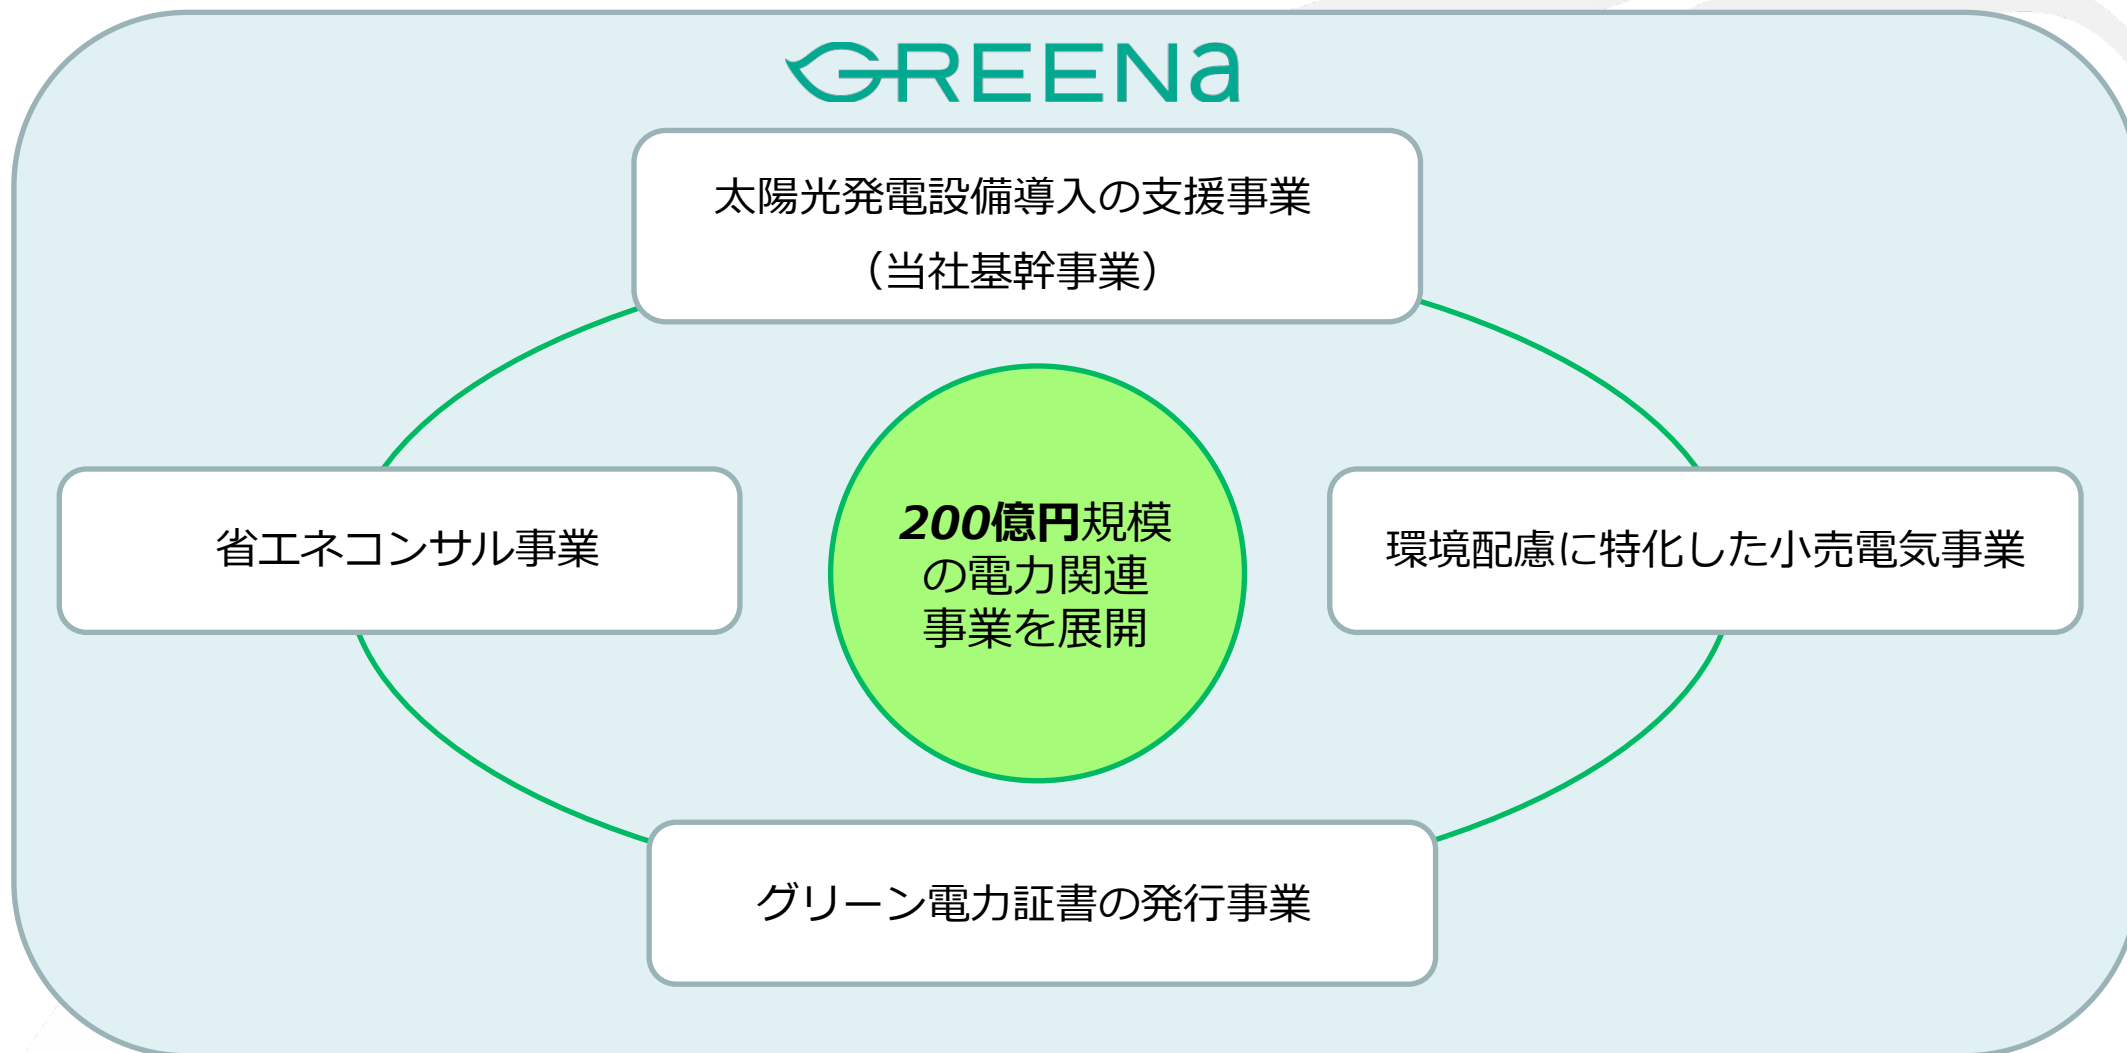 GREENa
太陽光発電設備導入の支援事業
（当社基幹事業）
省エネコンサル事業
200億円規模
の電力関連
事業を展開
環境配慮に特化した小売電気事業
グリーン電力証書の発行事業